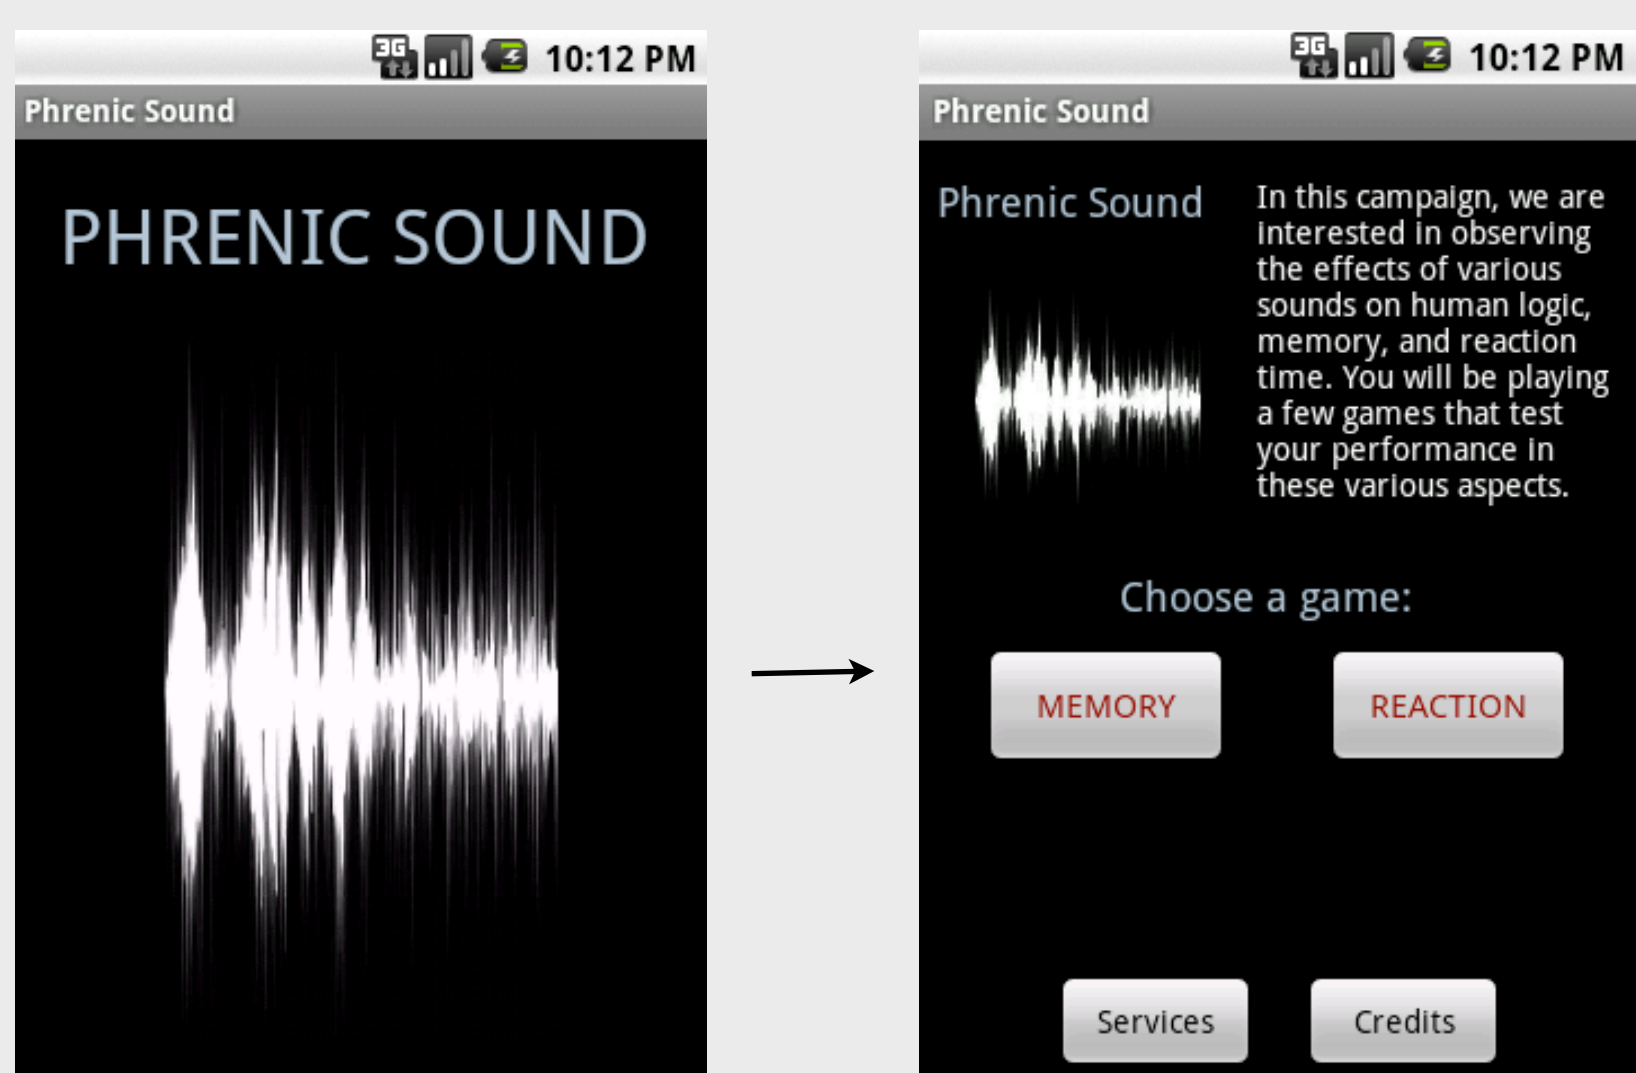 3G 10:12 PM
Phrenic Sound
PHRENIC SOUND
3G 10:12 PM
Phrenic Sound
Phrenic Sound
In this campaign, we are
interested in observing
the effects of various
sounds on human logic,
memory, and reaction
time. You will be playing
a few games that test
your performance in
these various aspects.
Choose a game:
MEMORY REACTION
Services Credits